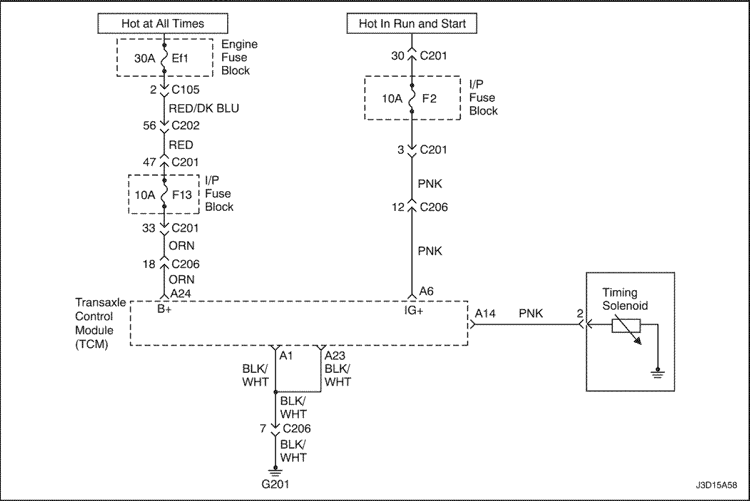 Hot at All Times
Hot In Run and Start
30A Ef1
Engine
Fuse
Block
2 C105
RED/DK BLU
56 C202
RED
47 C201
10A F13
I/P
Fuse
Block
33 C201
ORN
18 C206
ORN
A24
30 C201
10A F2
I/P
Fuse
Block
3 C201
PNK
12 C206
PNK
A6
Transaxle
Control
Module
(TCM)
B+
IG+
A14 PNK 2
Timing
Solenoid
A1
A23
BLK/
WHT
BLK/
WHT
BLK/
WHT
7 C206
BLK/
WHT
G201
J3D15A58